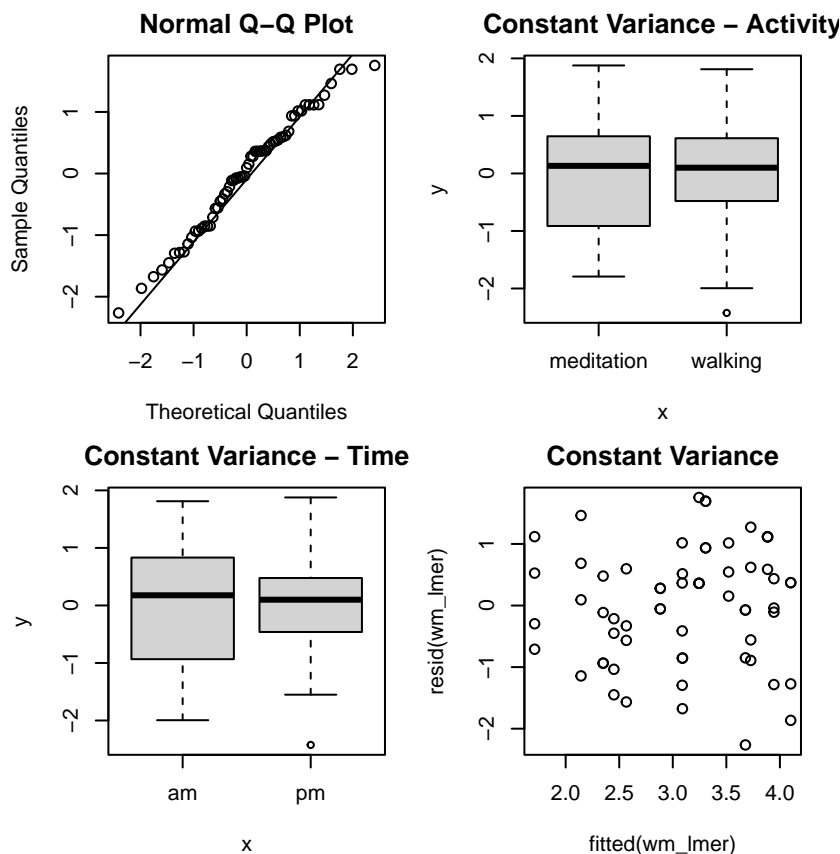 Normal Q−Q Plot
Sample Quantiles
−2 −1 0 1
−2 −1 0 1 2
Theoretical Quantiles
Constant Variance − Activity
y
−2 −1 0 1 2
meditation walking
x
Constant Variance − Time
y
−2 −1 0 1 2
am pm
x
Constant Variance
resid(wm_lmer)
−2 −1 0 1
2.0 2.5 3.0 3.5 4.0
fitted(wm_lmer)